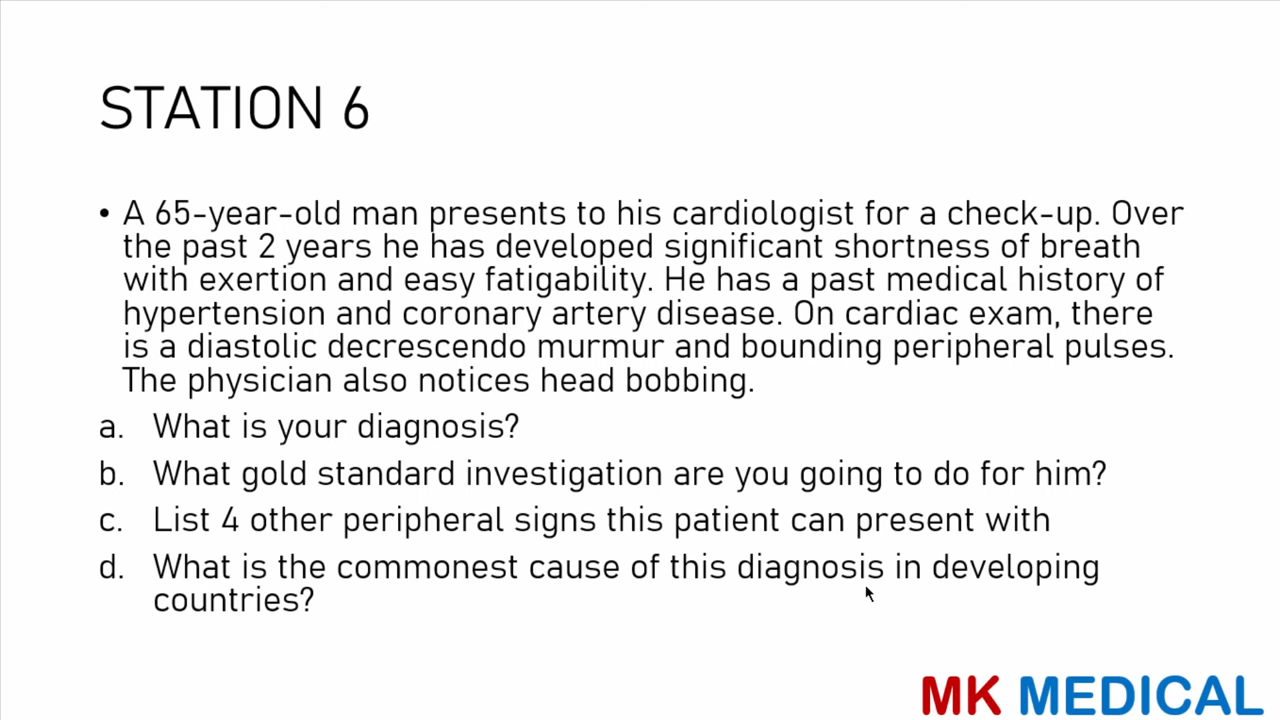 STATION 6
• A 65-year-old man presents to his cardiologist for a check-up. Over
the past 2 years he has developed significant shortness of breath
with exertion and easy fatigability. He has a past medical history of
hypertension and coronary artery disease. On cardiac exam, there
is a diastolic decrescendo murmur and bounding peripheral pulses.
The physician also notices head bobbing.
a. What is your diagnosis?
b. What gold standard investigation are you going to do for him?
c. List 4 other peripheral signs this patient can present with
d. What is the commonest cause of this diagnosis in developing
countries?
MK MEDICAL